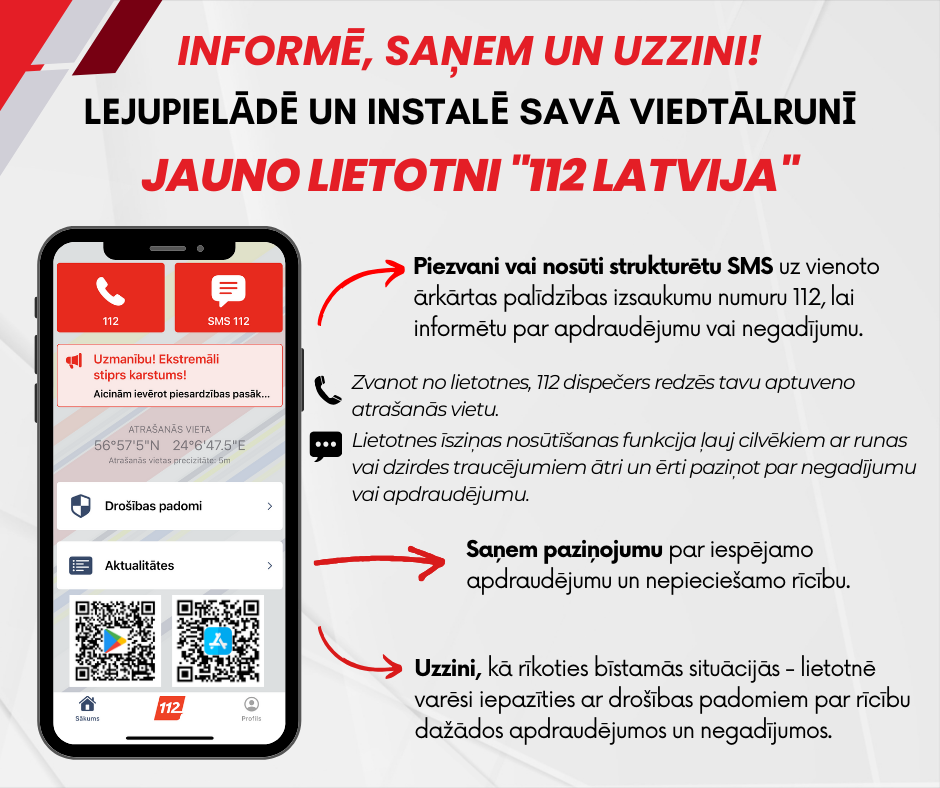 INFORMĒ, SAŅEM UN UZZINI!
LEJUPIELĀDĒ UN INSTALĒ SAVĀ VIEDTĀLRUNĪ
JAUNO LIETOTNI "112 LATVIJA"
112
SMS 112
Uzmanību! Ekstremāli
stiprs karstums!
Aicinām ievērot piesardzības pasāk...
ATRAŠANĀS VIETA
56°57'5"N 24°6'47.5"E
Atrašanās vietas precizitāte: 5m
Drošības padomi
Aktualitātes
Sākums
112
Profils
Piezvani vai nosūti strukturētu SMS uz vienoto
ārkārtas palīdzības izsaukumu numuru 112, lai
informētu par apdraudējumu vai negadījumu.
Zvanot no lietotnes, 112 dispečers redzēs tavu aptuveno
atrašanās vietu.
Lietotnes īsziņas nosūtīšanas funkcija ļauj cilvēkiem ar runas
vai dzirdes traucējumiem ātri un ērti paziņot par negadījumu
vai apdraudējumu.
Saņem paziņojumu par iespējamo
apdraudējumu un nepieciešamo rīcību.
Uzzini, kā rīkoties bīstamās situācijās - lietotnē
varēsi iepazīties ar drošības padomiem par rīcību
dažādos apdraudējumos un negadījumos.